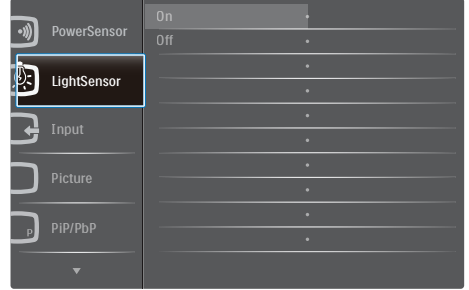 PowerSensor
LightSensor
Input
Picture
P
PiP/PbP
On
Off